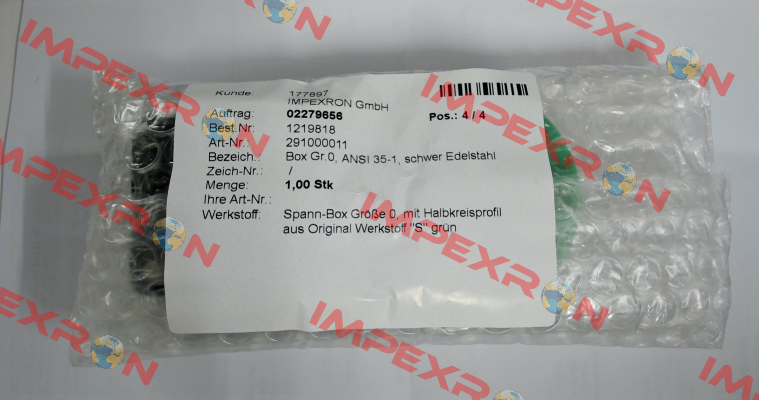 Kunde: 177897
IMPEXRON GmbH
Auftrag: 02279656 Pos.: 4 / 4
Best.Nr: 1219818
Art-Nr.: 291000011
Bezeich.: Box Gr.0, ANSI 35-1, schwer Edelstahl
Zeich-Nr.: /
Menge: 1,00 Stk
Ihre Art-Nr.:
Werkstoff: Spann-Box Größe 0, mit Halbkreisprofil
aus Original Werkstoff "S" grün
IMPEXRON
IMPEXRON
IMPEXRON
IMPEXRON
IMPEXRON
IMPEXRON